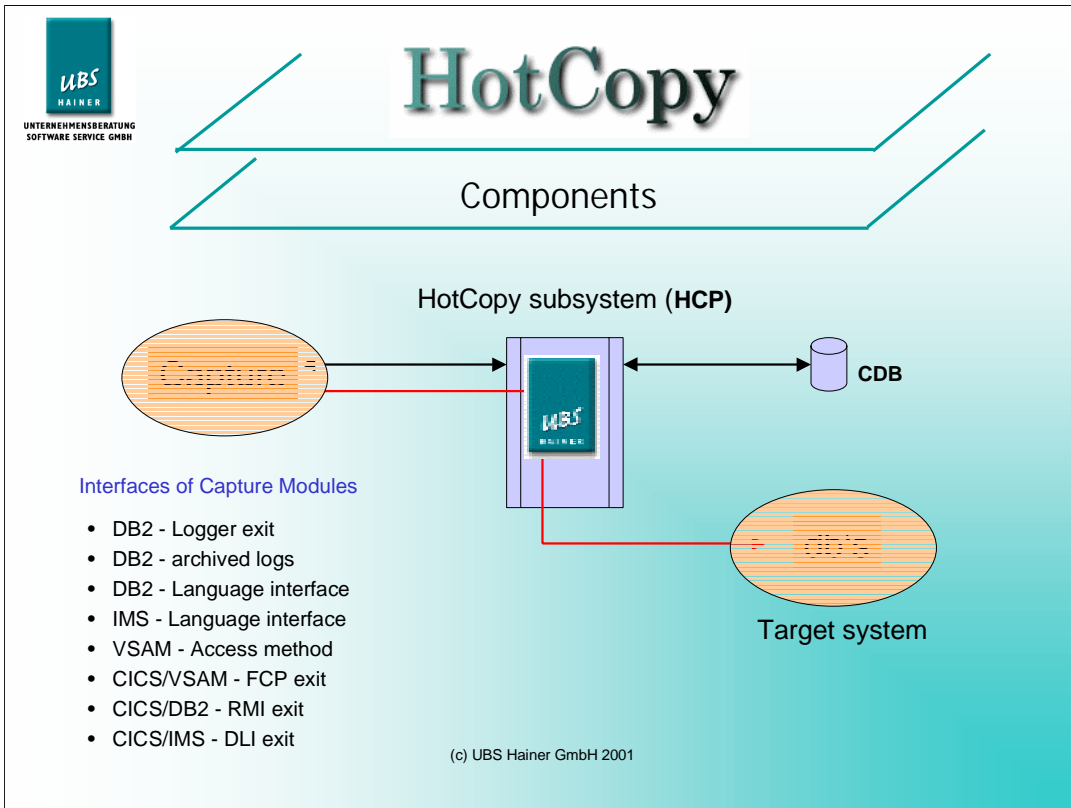 UBS
HAINER
UNTERNEHMENSBERATUNG
SOFTWARE SERVICE GMBH
HotCopy
Components
HotCopy subsystem (HCP)
Capture
UBS
HAINER
CDB
Interfaces of Capture Modules
• DB2 - Logger exit
• DB2 - archived logs
• DB2 - Language interface
• IMS - Language interface
• VSAM - Access method
• CICS/VSAM - FCP exit
• CICS/DB2 - RMI exit
• CICS/IMS - DLI exit
db's
Target system
(c) UBS Hainer GmbH 2001